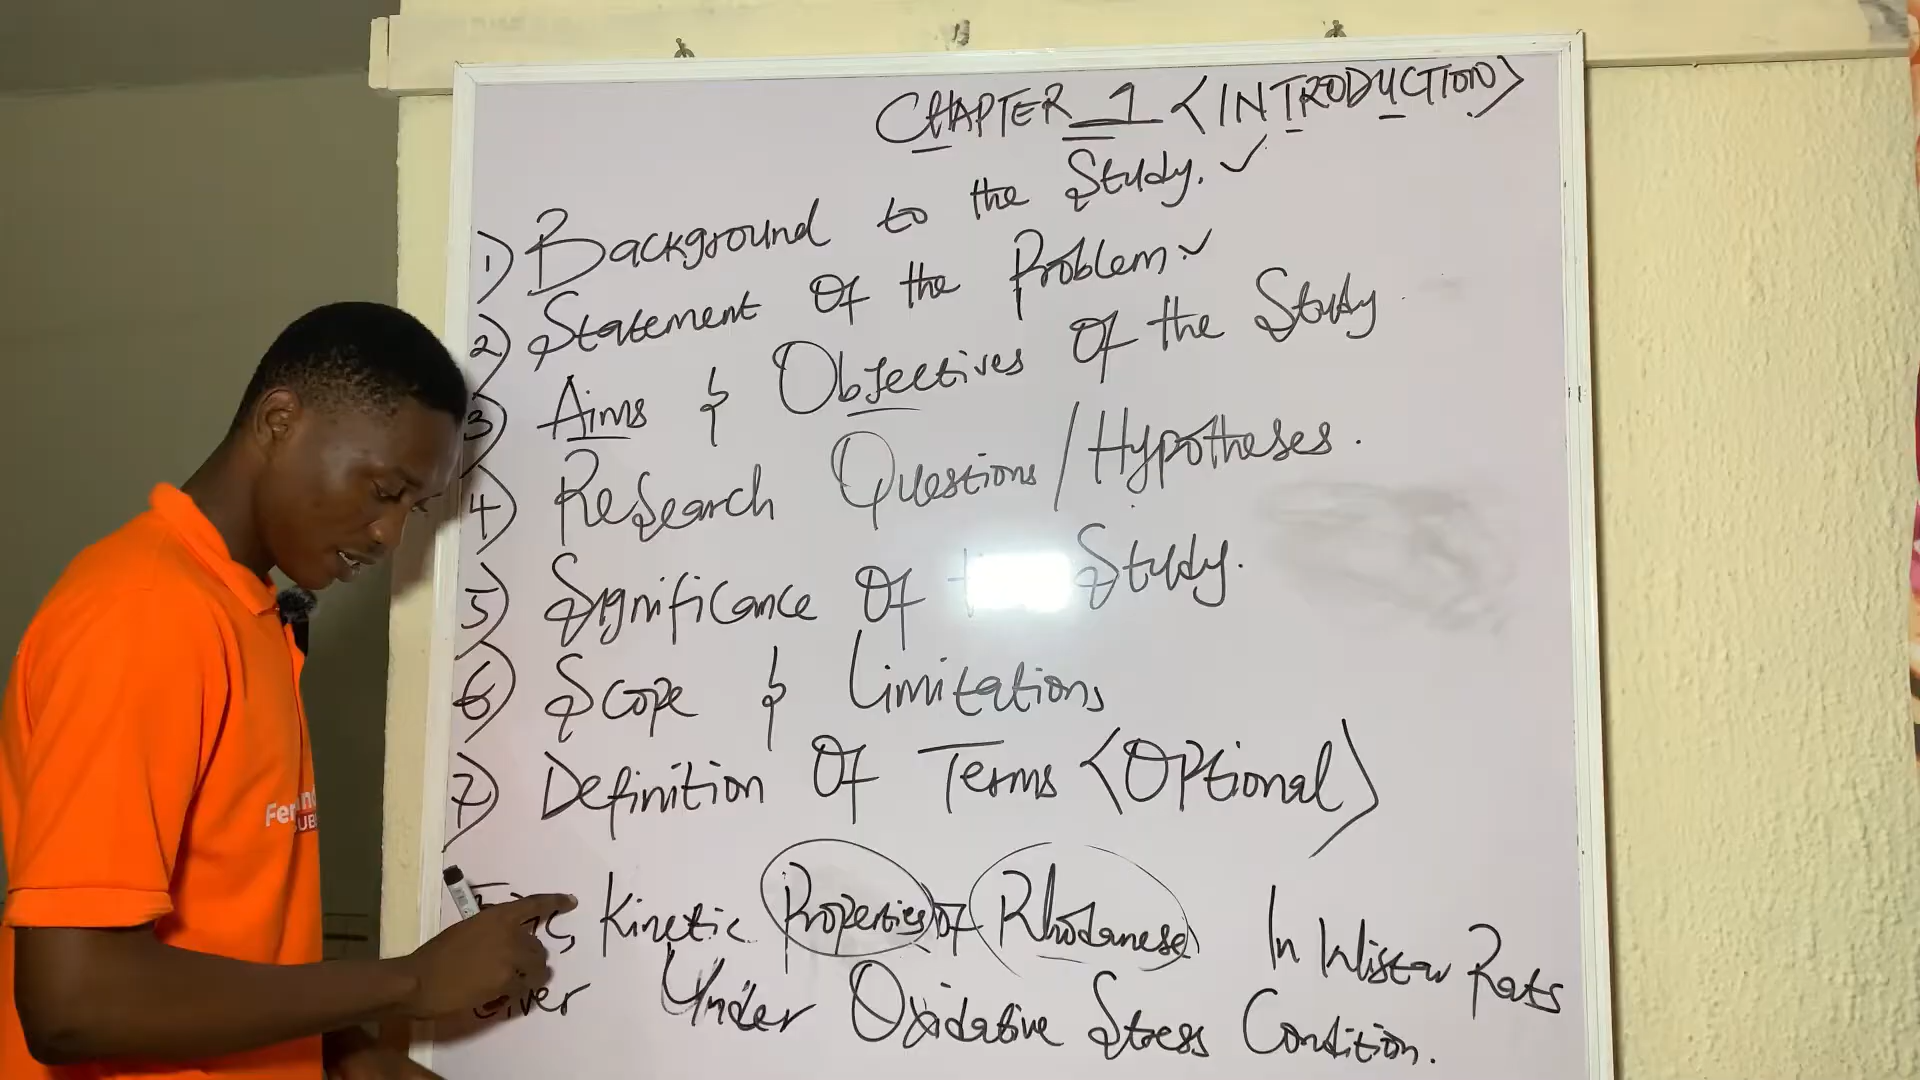 CHAPTER 1 <INTRODUCTION>
1) Background to the Study. ✓
2) Statement Of the Problem ✓
3) Aims & Objectives Of the Study
4) Research Questions/Hypotheses.
5) Significance Of Study.
6) Scope & Limitations
7) Definition Of Terms <Optional>
Kinetic Properties of Rhodanese In Wistar Rats
Liver Under Oxidative Stress Condition.